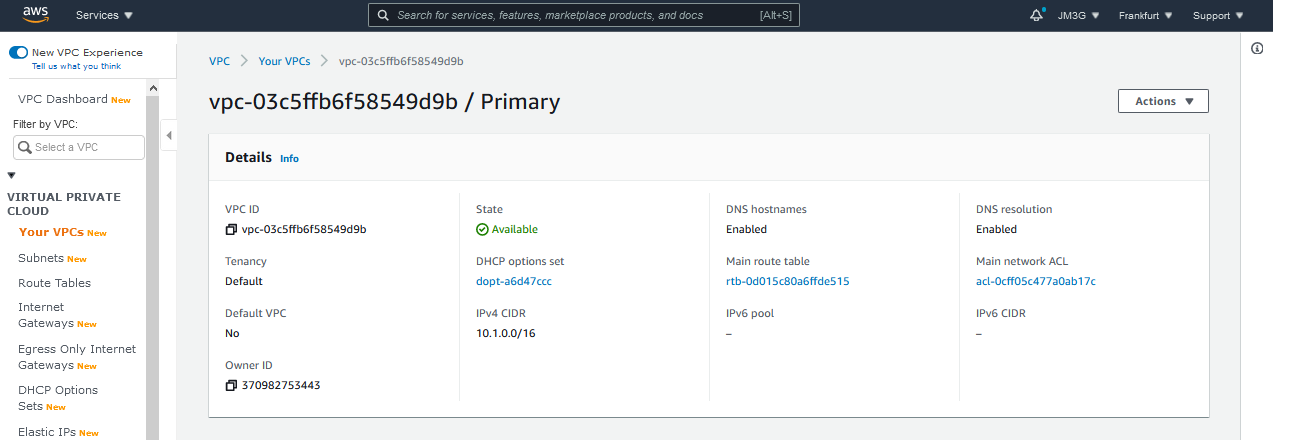 aws Services ▼ Search for services, features, marketplace products, and docs [Alt+S] JM3G ▼ Frankfurt ▼ Support ▼
New VPC Experience
Tell us what you think
VPC Dashboard New
Filter by VPC:
Select a VPC
VIRTUAL PRIVATE
CLOUD
Your VPCs New
Subnets New
Route Tables
Internet
Gateways New
Egress Only Internet
Gateways New
DHCP Options
Sets New
Elastic IPs New
VPC > Your VPCs > vpc-03c5ffb6f58549d9b
vpc-03c5ffb6f58549d9b / Primary
Actions ▼
Details Info
VPC ID
vpc-03c5ffb6f58549d9b
State
Available
DNS hostnames
Enabled
DNS resolution
Enabled
Tenancy
Default
DHCP options set
dopt-a6d47ccc
Main route table
rtb-0d015c80a6ffde515
Main network ACL
acl-0cff05c477a0ab17c
Default VPC
No
IPv4 CIDR
10.1.0.0/16
IPv6 pool
–
IPv6 CIDR
–
Owner ID
370982753443